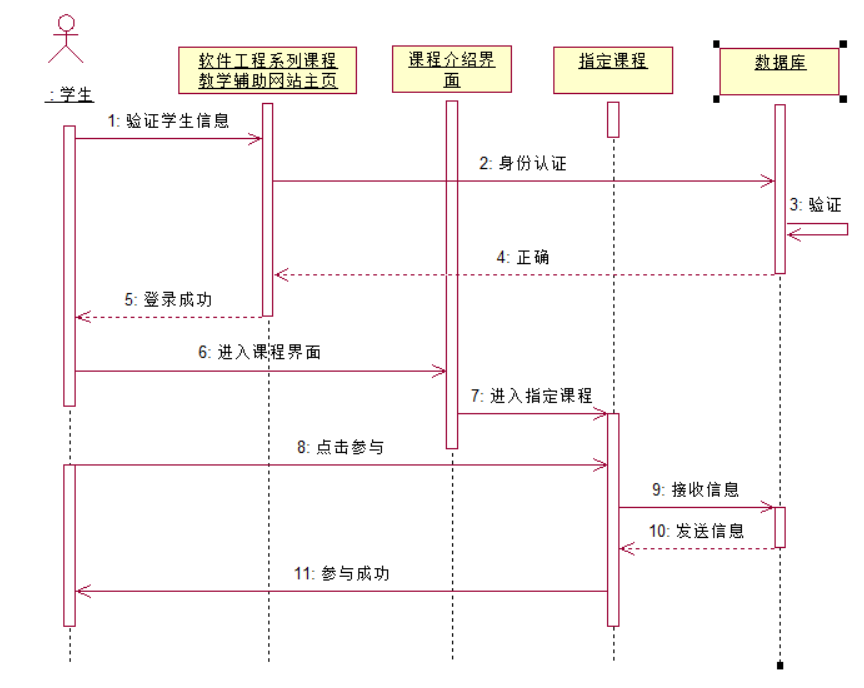 : 学生
软件工程系列课程
教学辅助网站主页
课程介绍界
面
指定课程
数据库
1: 验证学生信息
2: 身份认证
3: 验证
4: 正确
5: 登录成功
6: 进入课程界面
7: 进入指定课程
8: 点击参与
9: 接收信息
10: 发送信息
11: 参与成功